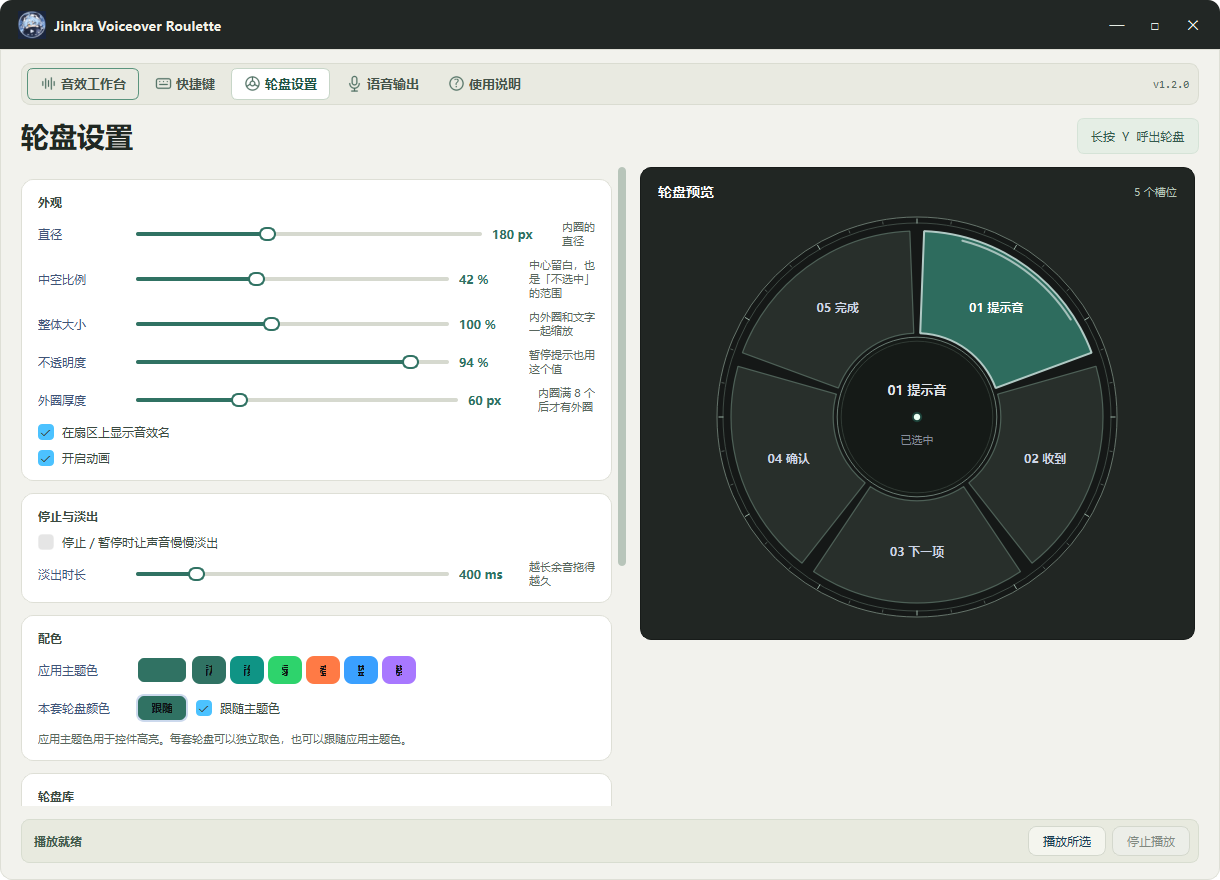 Jinkra Voiceover Roulette
音效工作台
快捷键
轮盘设置
语音输出
使用说明
v1.2.0
轮盘设置
长按 Y 呼出轮盘
外观
直径
180 px
内圈的
直径
中空比例
42 %
中心留白，也
是「不选中」
的范围
整体大小
100 %
内外圈和文字
一起缩放
不透明度
94 %
暂停提示也用
这个值
外圈厚度
60 px
内圈满 8 个
后才有外圈
在扇区上显示音效名
开启动画
停止与淡出
停止 / 暂停时让声音慢慢淡出
淡出时长
400 ms
越长余音拖得
越久
配色
应用主题色
本套轮盘颜色
跟随
跟随主题色
应用主题色用于控件高亮。每套轮盘可以独立取色，也可以跟随应用主题色。
轮盘库
轮盘预览
5 个槽位
05 完成
01 提示音
01 提示音
已选中
04 确认
02 收到
03 下一项
播放就绪
播放所选
停止播放